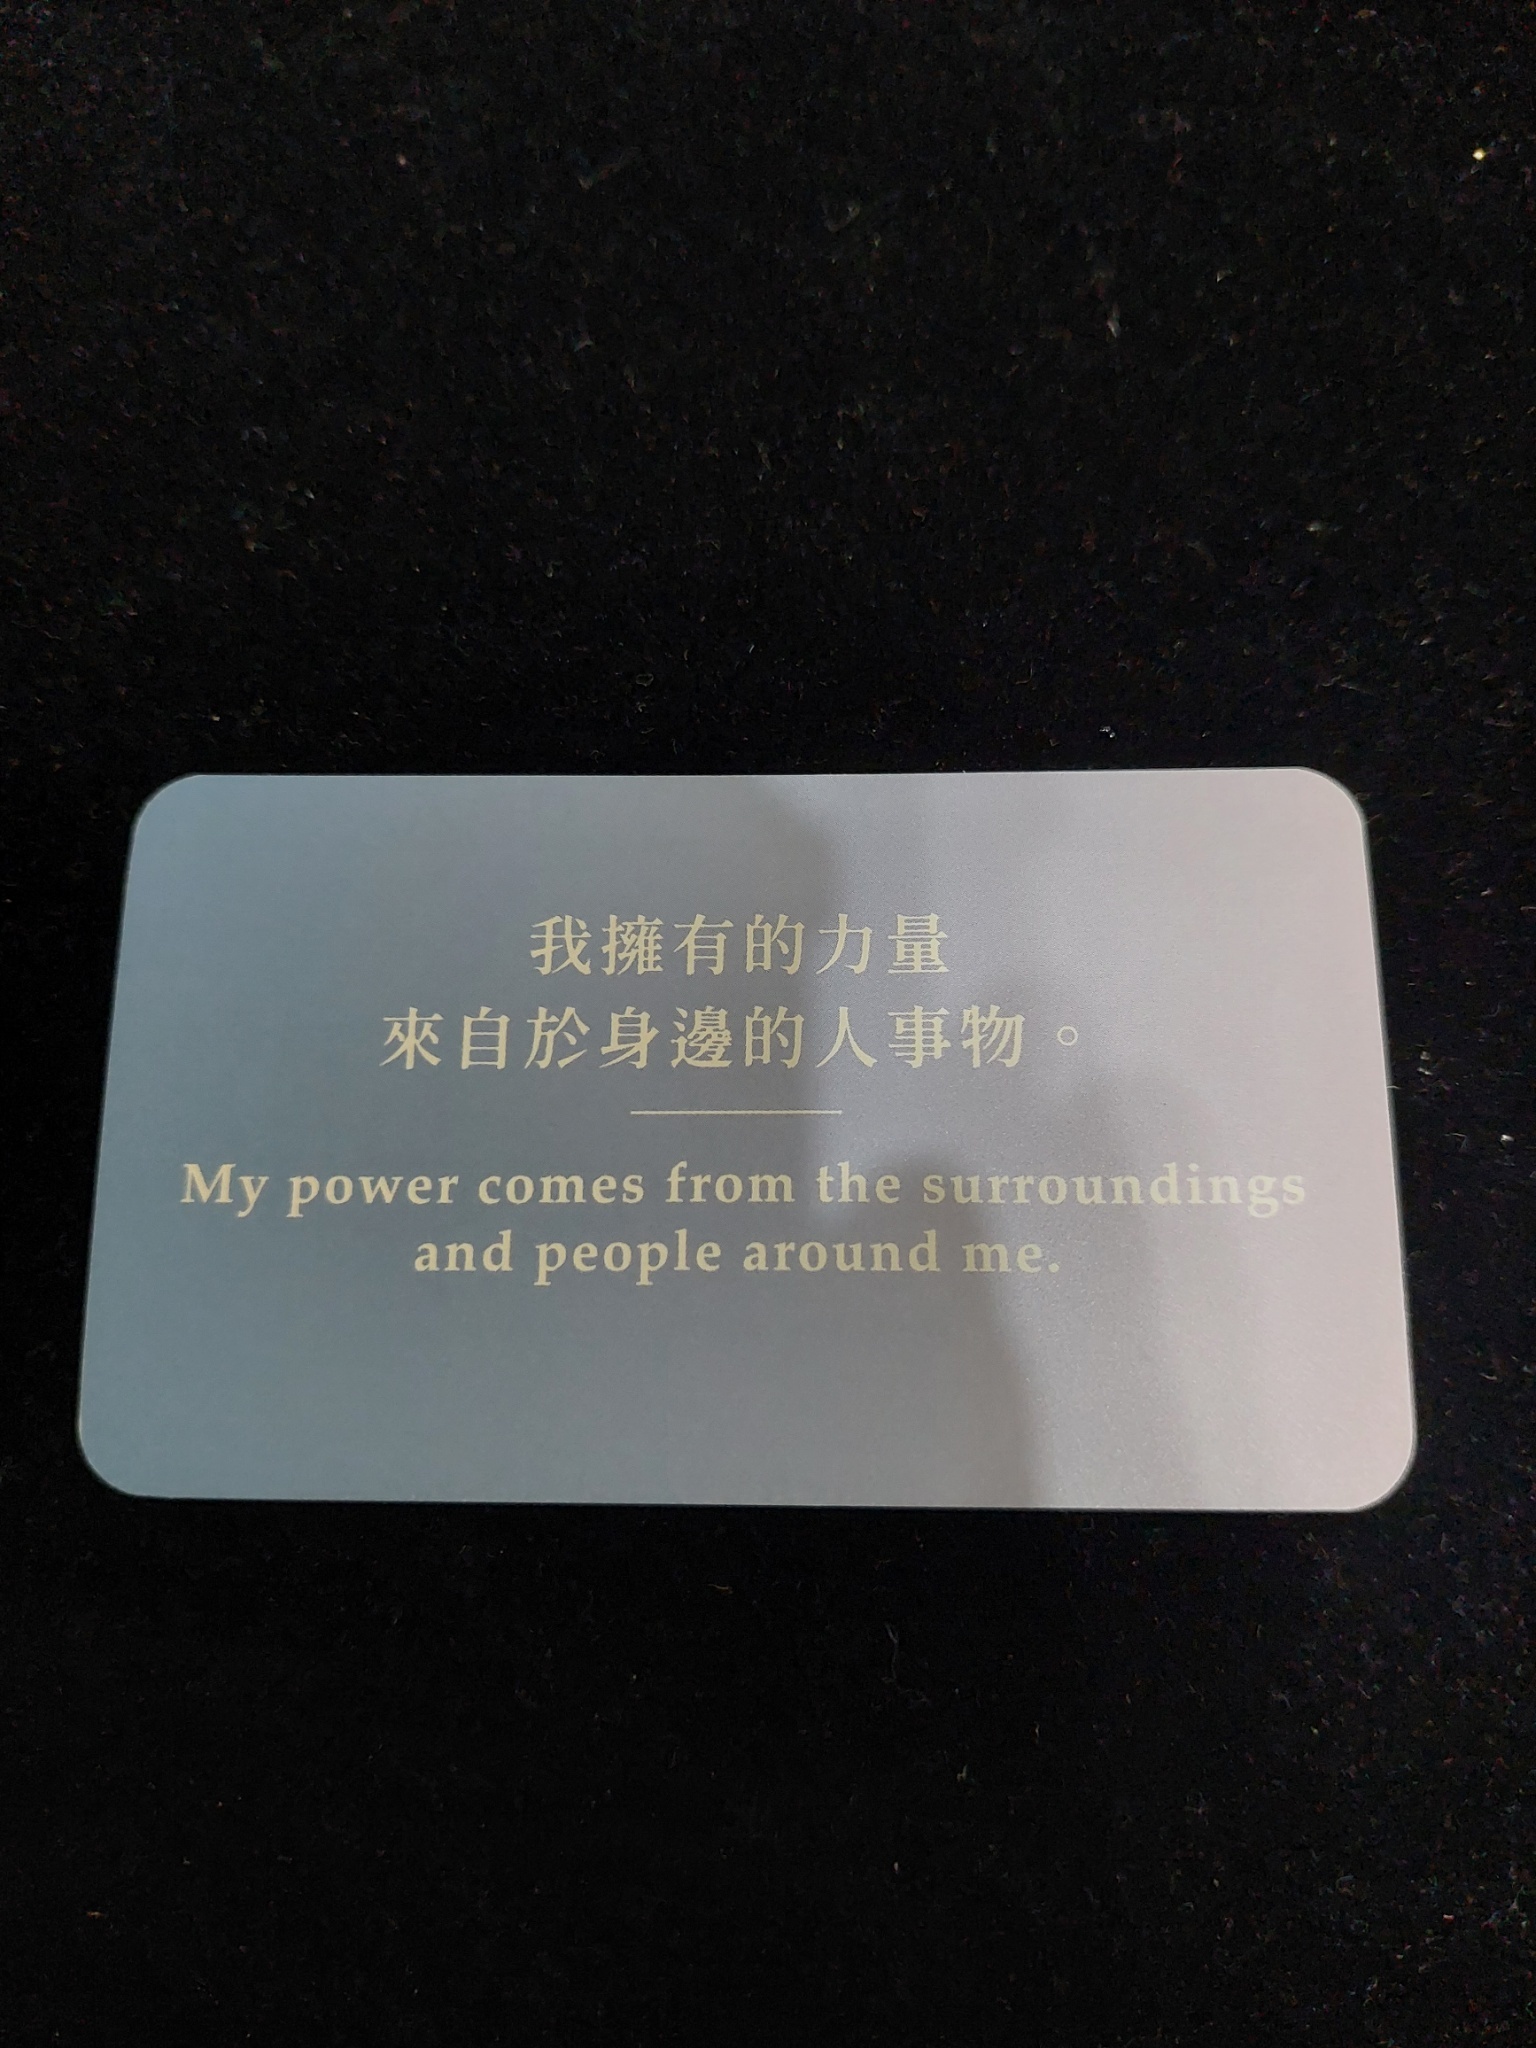 我擁有的力量
來自於身邊的人事物。
My power comes from the surroundings
and people around me.